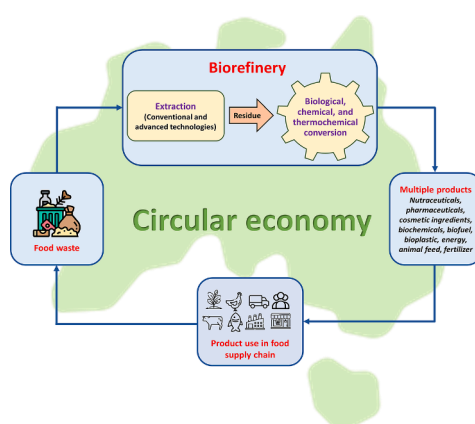 Biorefinery
Extraction
(Conventional and
advanced technologies)
Residue
Biological,
chemical, and
thermochemical
conversion
Food waste
Circular economy
Multiple products
Nutraceuticals,
pharmaceuticals,
cosmetic ingredients,
biochemicals, biofuel,
bioplastic, energy,
animal feed, fertilizer
Product use in food
supply chain